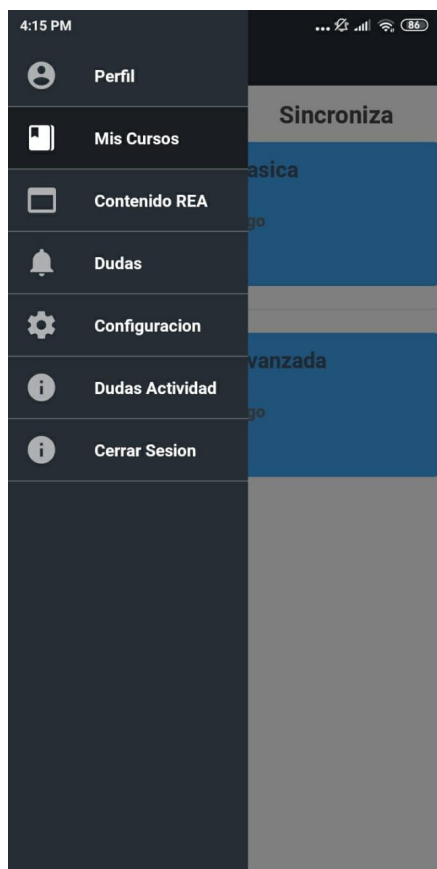 4:15 PM
86
Perfil
Sincroniza
Mis Cursos
asica
Contenido REA
go
Dudas
Configuracion
vanzada
Dudas Actividad
go
Cerrar Sesion